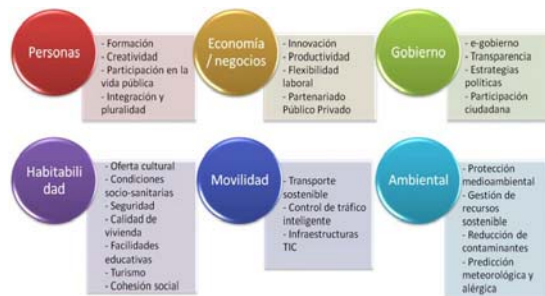 Personas
- Formación
- Creatividad
- Participación en la
vida pública
- Integración y
pluralidad
Economía
/ negocios
- Innovación
- Productividad
- Flexibilidad
laboral
- Partenariado
Público Privado
Gobierno
- e-gobierno
- Transparencia
- Estrategias
políticas
- Participación
ciudadana
Habitabili
dad
- Oferta cultural
- Condiciones
socio-sanitarias
- Seguridad
- Calidad de
vivienda
- Facilidades
educativas
- Turismo
- Cohesión social
Movilidad
- Transporte
sostenible
- Control de tráfico
inteligente
- Infraestructuras
TIC
Ambiental
- Protección
medioambental
- Gestión de
recursos
sostenible
- Reducción de
contaminantes
- Predicción
meteorológica y
alérgica